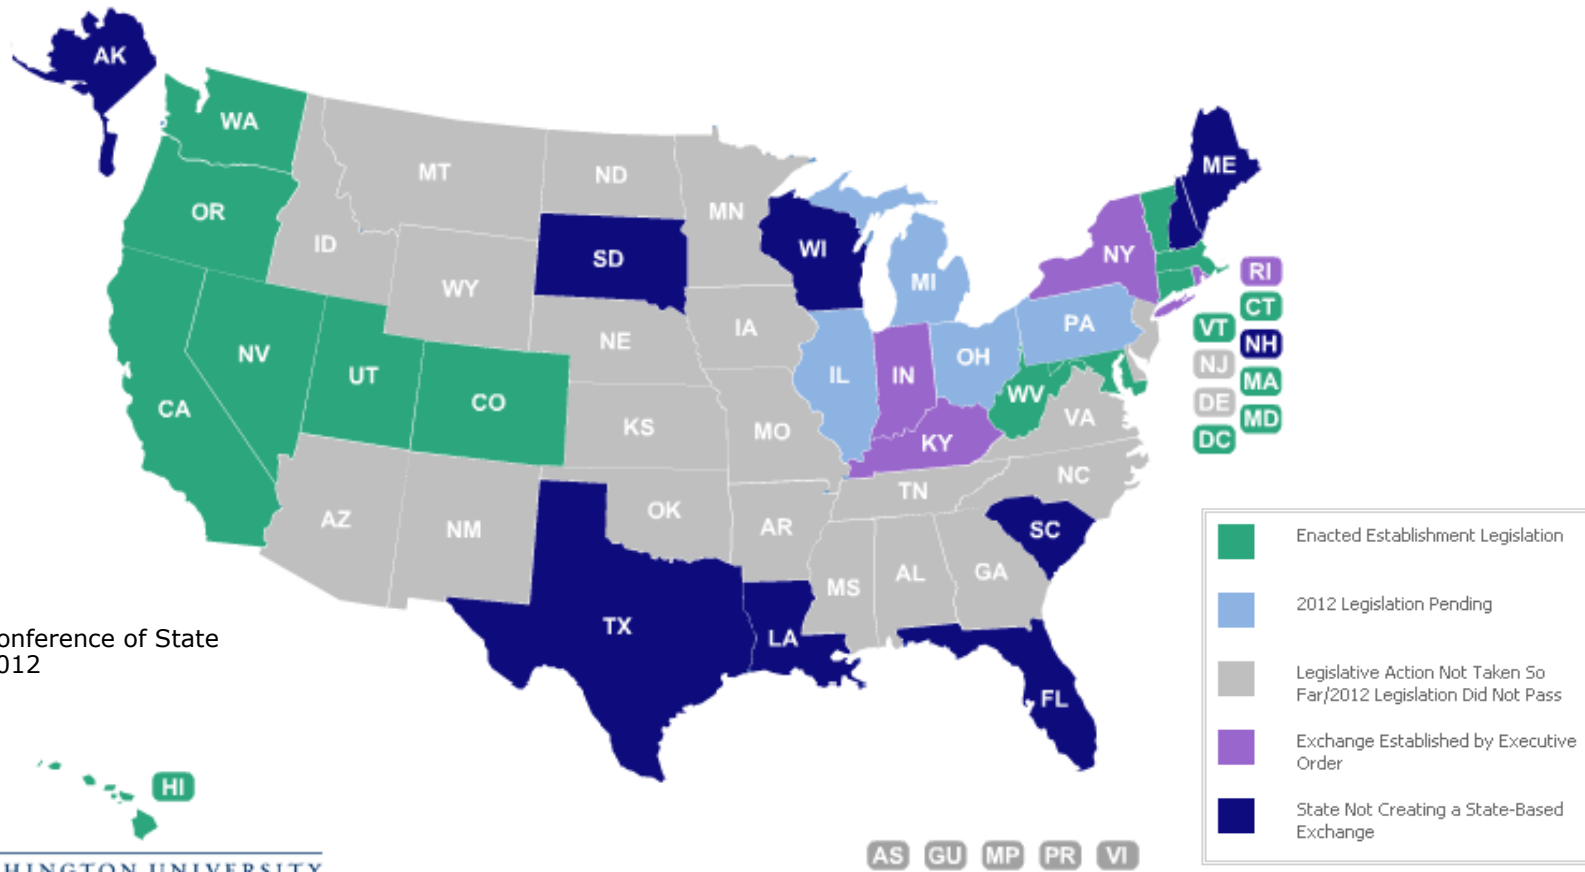 AK
WA
ME
MT
ND
OR
MN
ID
WI
SD
NY
RI
WY
MI
CT
VT
NH
IA
PA
NE
NV
OH
NJ
UT
IL
IN
MA
CO
WV
DE
CA
MD
VA
KS
MO
KY
DC
NC
TN
OK
AZ
AR
NM
SC
GA
AL
MS
TX
LA
FL
Enacted Establishment Legislation
2012 Legislation Pending
Legislative Action Not Taken So
Far/2012 Legislation Did Not Pass
Exchange Established by Executive
Order
State Not Creating a State-Based
Exchange
onference of State
012
HI
AS GU MP PR VI
HINGTON UNIVERSITY